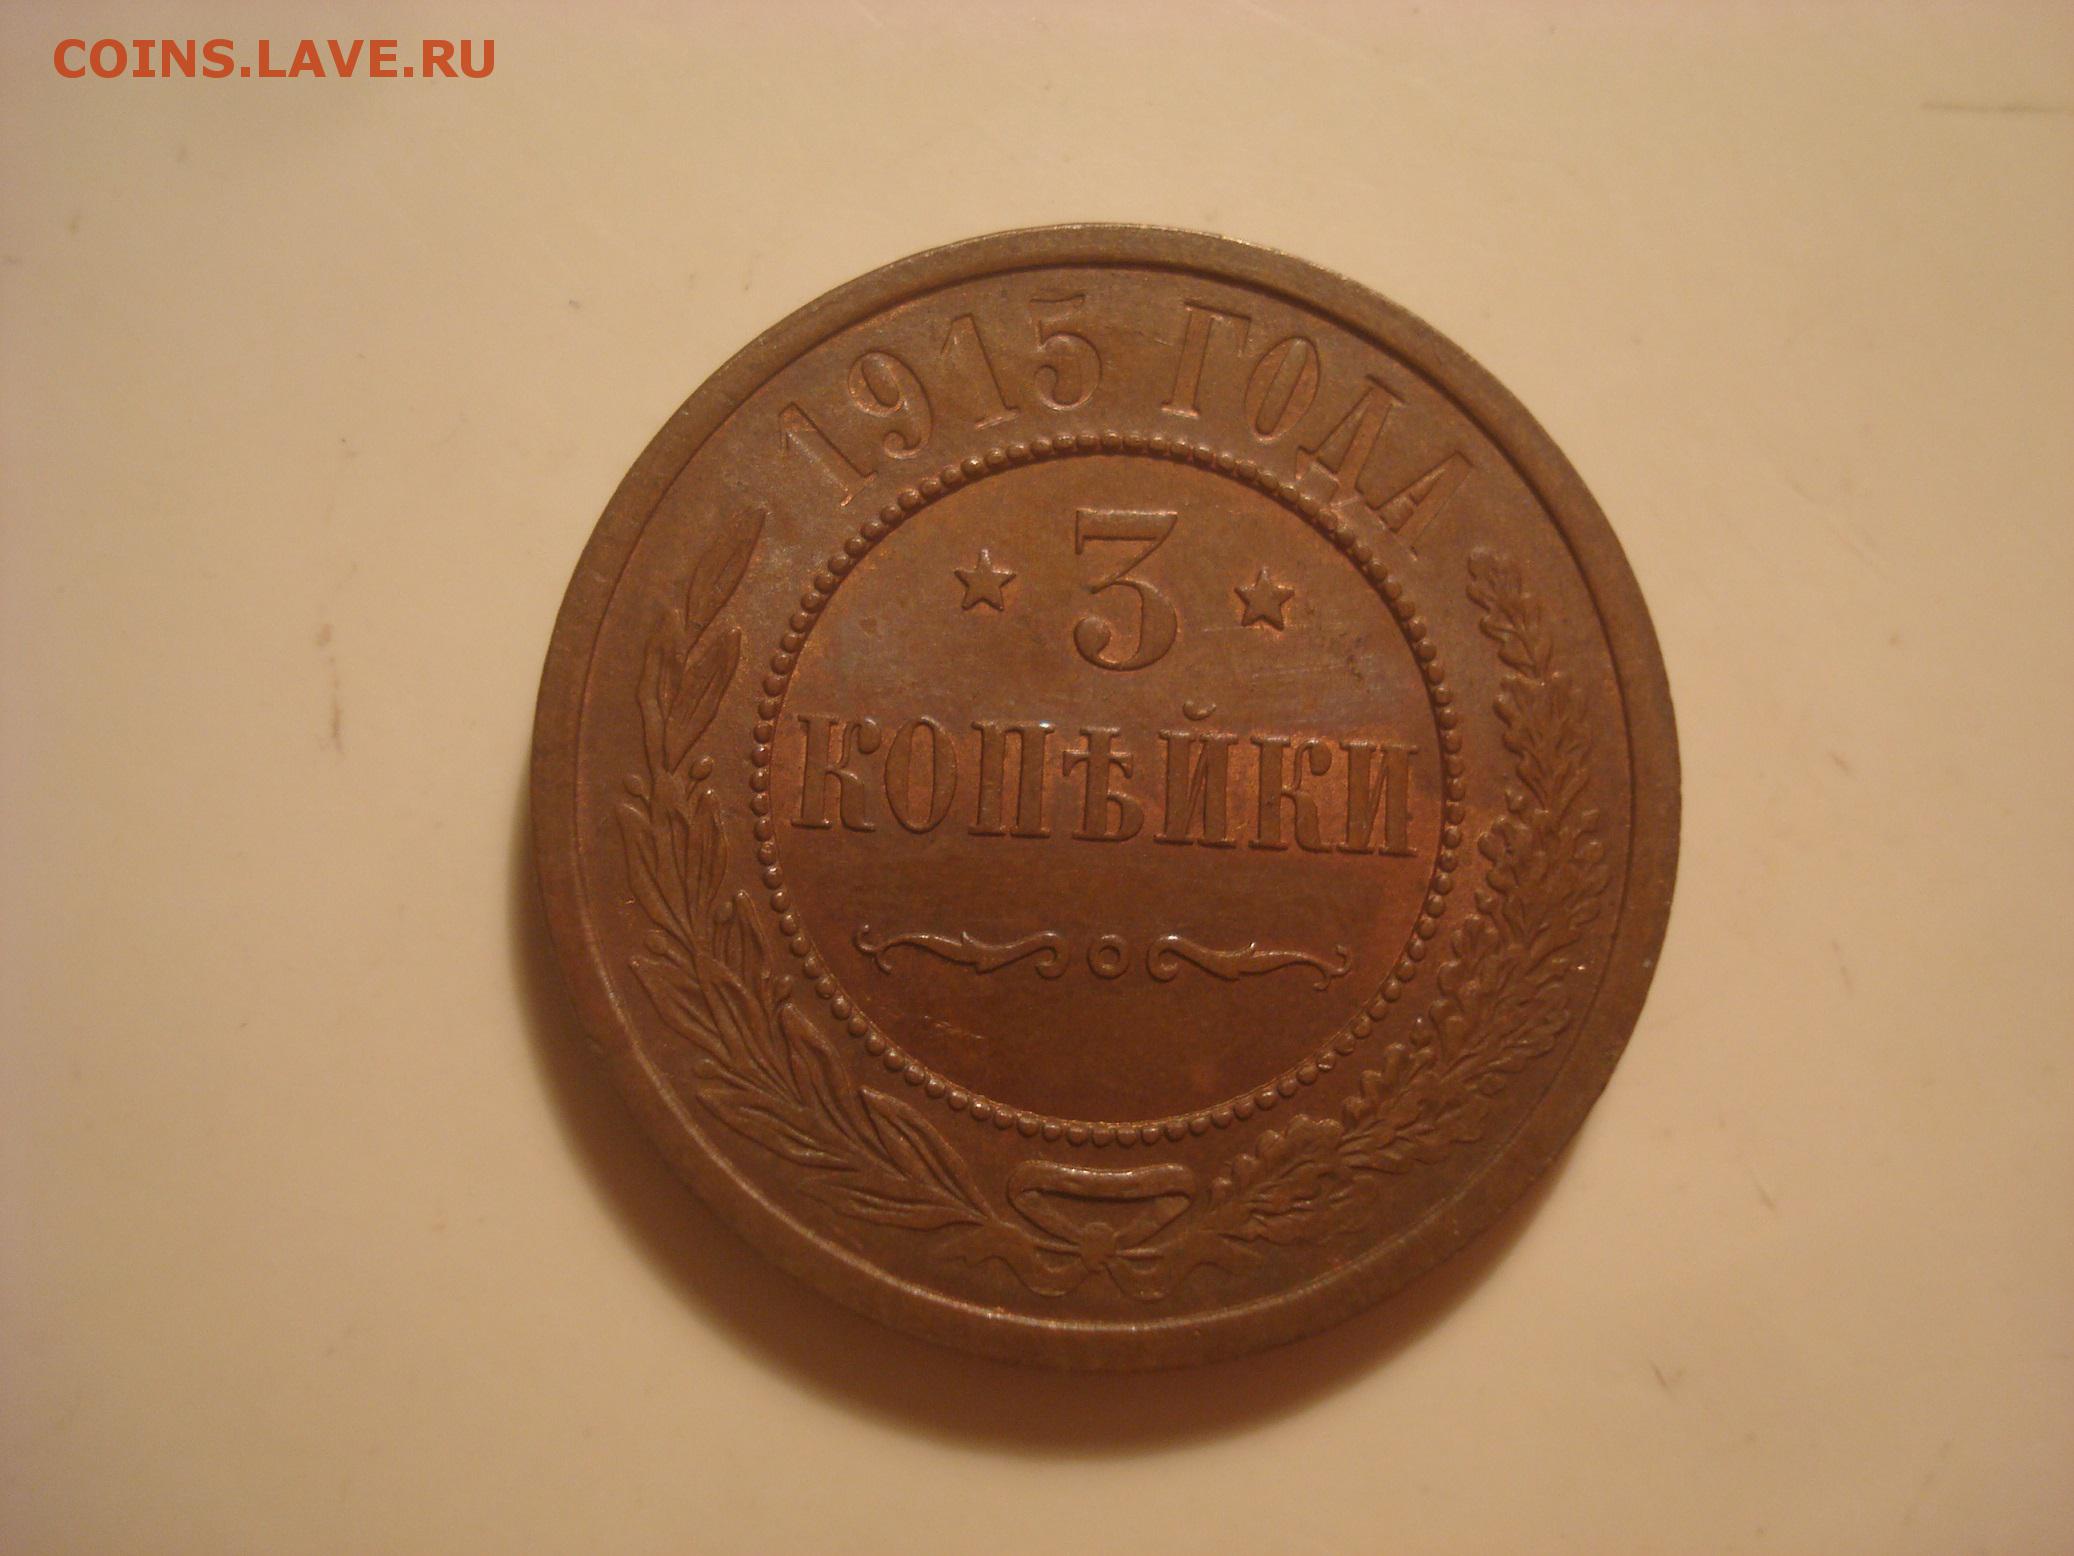 COINS.LAVE.RU
1915 ГОДА
3
КОПѢЙКИ